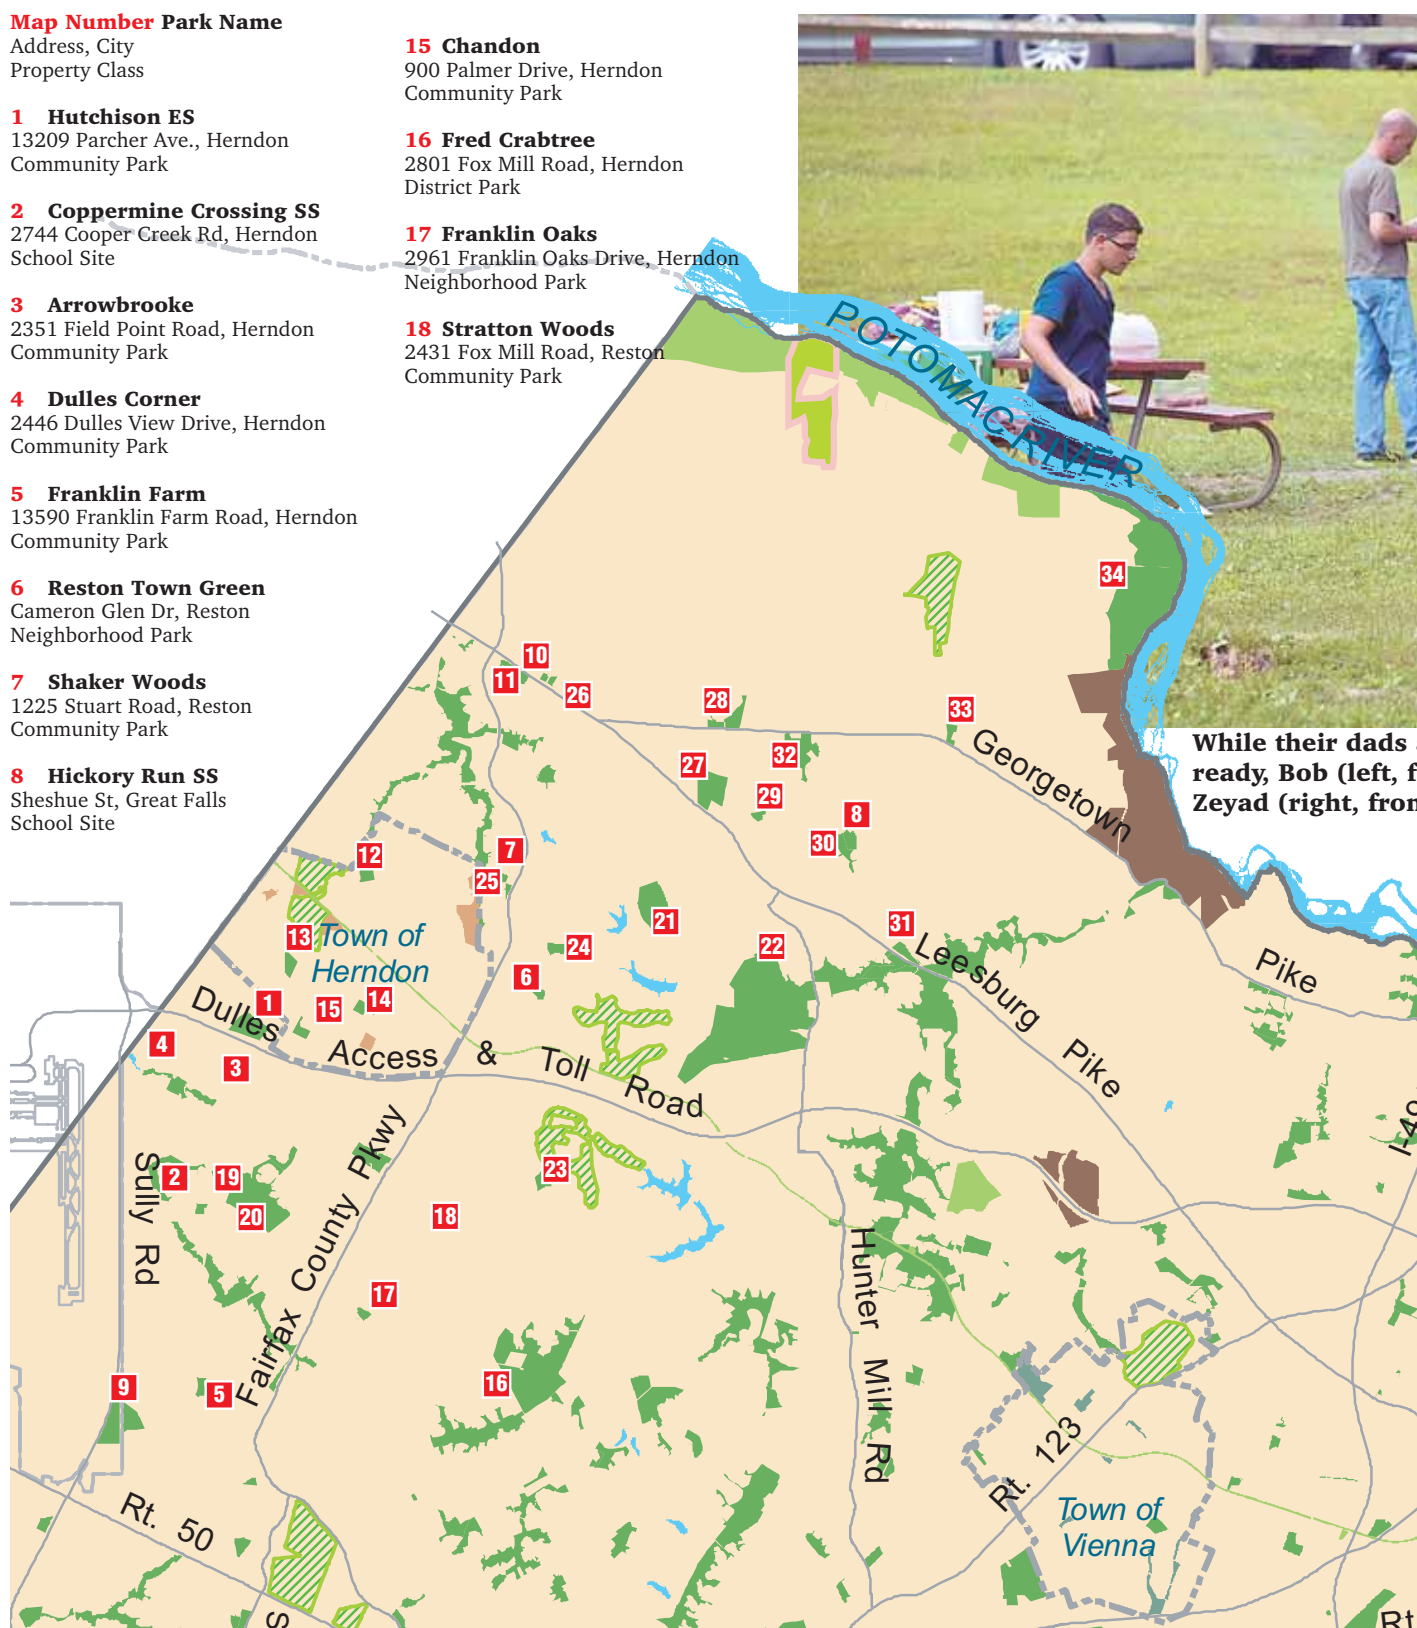 Map Number Park Name
Address, City
Property Class
1 Hutchison ES
13209 Parcher Ave., Herndon
Community Park
2 Coppermine Crossing SS
2744 Cooper Creek Rd, Herndon
School Site
3 Arrowbrooke
2351 Field Point Road, Herndon
Community Park
4 Dulles Corner
2446 Dulles View Drive, Herndon
Community Park
5 Franklin Farm
13590 Franklin Farm Road, Herndon
Community Park
6 Reston Town Green
Cameron Glen Dr, Reston
Neighborhood Park
7 Shaker Woods
1225 Stuart Road, Reston
Community Park
8 Hickory Run SS
Sheshue St, Great Falls
School Site
15 Chandon
900 Palmer Drive, Herndon
Community Park
16 Fred Crabtree
2801 Fox Mill Road, Herndon
District Park
17 Franklin Oaks
2961 Franklin Oaks Drive, Herndon
Neighborhood Park
18 Stratton Woods
2431 Fox Mill Road, Reston
Community Park
POTOMAC RIVER
While their dads
ready, Bob (left, f
Zeyad (right, fron
34
10
11
26
28
33
Georgetown
Pike
32
27
29
8
30
12
7
25
13
Town of
Herndon
21
24
22
31
Leesburg
Pike
6
1
15
14
Dulles
Access & Toll Road
4
3
I-49
Fairfax County Pkwy
Sully Rd
2
19
20
23
18
17
Hunter Mill Rd
9
5
16
Rt. 123
Rt. 50
Town of
Vienna
S
Rt